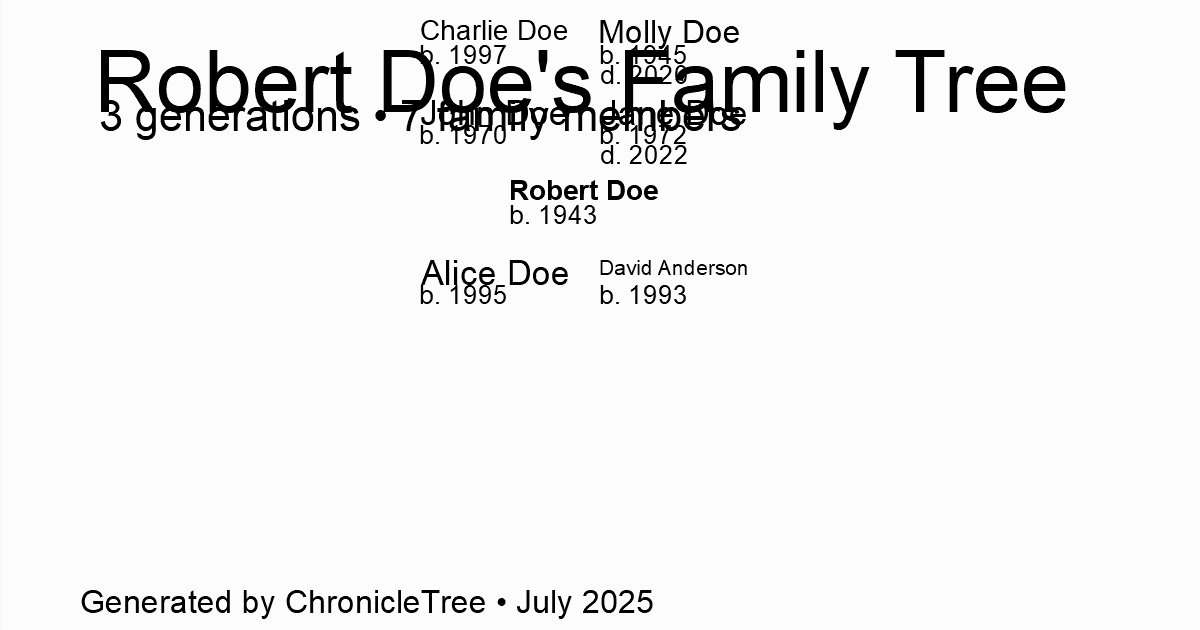 Charlie Doe
Molly Doe
b. 1997
b. 1945
d. 2020
Robert Doe's Family Tree
3 generations • 7 family members
John Doe
Jane Doe
b. 1970
b. 1972
d. 2022
Robert Doe
b. 1943
Alice Doe
David Anderson
b. 1995
b. 1993
Generated by ChronicleTree • July 2025